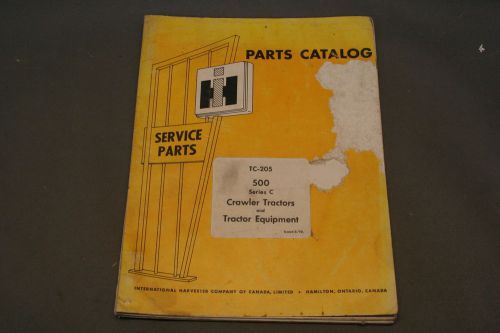 PARTS CATALOG
IH
SERVICE
PARTS
TC-205
500
Series C
Crawler Tractors
and
Tractor Equipment
INTERNATIONAL HARVESTER COMPANY OF CANADA, LIMITED • HAMILTON, ONTARIO, CANADA